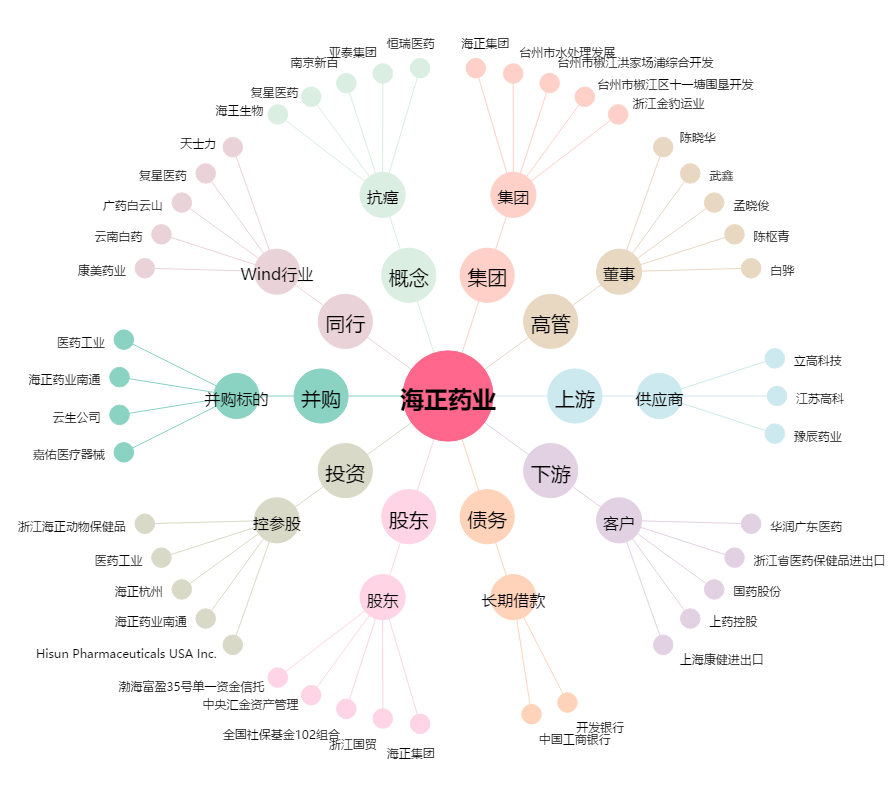 恒瑞医药
海正集团
亚泰集团
台州市水处理发展
南京新百
台州市椒江洪家场浦综合开发
复星医药
台州市椒江区十一塘围垦开发
海王生物
浙江金豹运业
天士力
陈晓华
复星医药
武鑫
抗癌
集团
广药白云山
孟晓俊
云南白药
陈枢青
康美药业
Wind行业
概念
集团
董事
白骅
同行
高管
医药工业
立高科技
海正药业南通
并购标的
并购
海正药业
上游
供应商
江苏高科
云生公司
豫辰药业
嘉佑医疗器械
投资
下游
浙江海正动物保健品
控参股
股东
债务
客户
华润广东医药
医药工业
浙江省医药保健品进出口
海正杭州
国药股份
股东
长期借款
海正药业南通
上药控股
Hisun Pharmaceuticals USA Inc.
上海康健进出口
渤海富盈35号单一资金信托
中央汇金资产管理
全国社保基金102组合
开发银行
浙江国贸
中国工商银行
海正集团